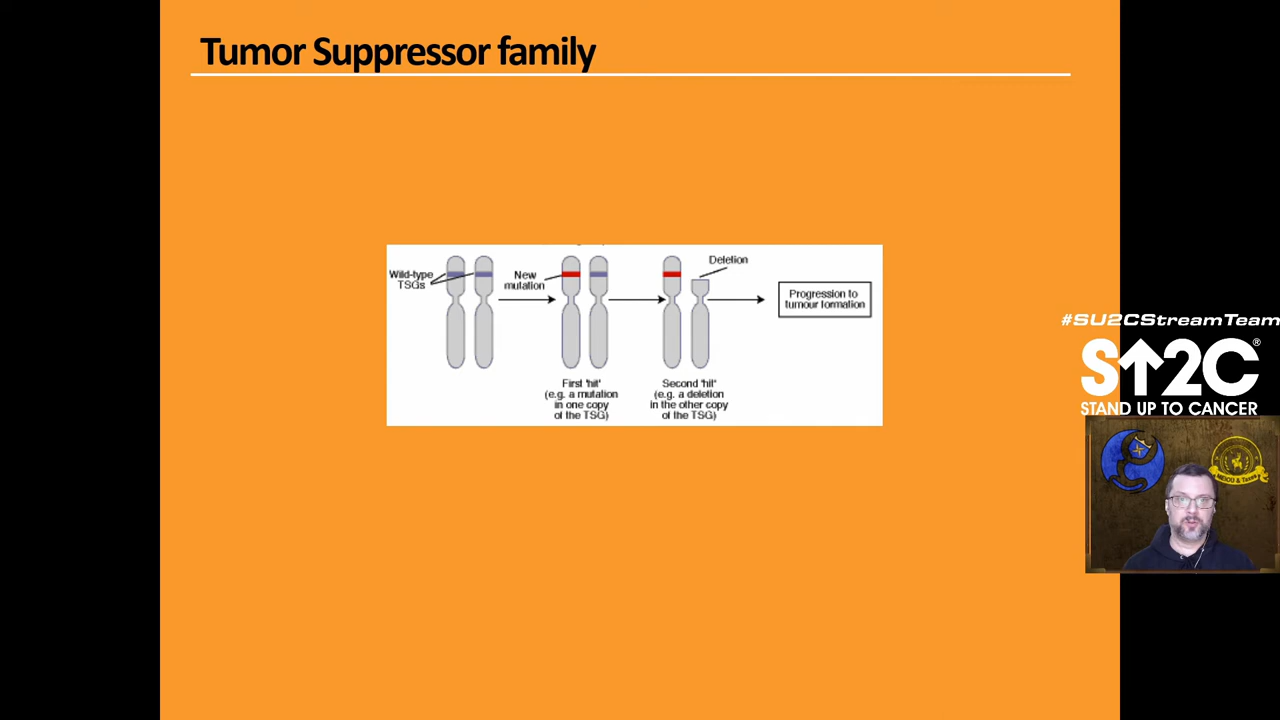 Tumor Suppressor family
Wild-type
TSGs
New
mutation
Deletion
Progression to
tumour formation
First 'hit'
(e.g. a mutation
in one copy
of the TSG)
Second 'hit'
(e.g. a deletion
in the other copy
of the TSG)
#SU2CStreamTeam
S↑2C®
STAND UP TO CANCER